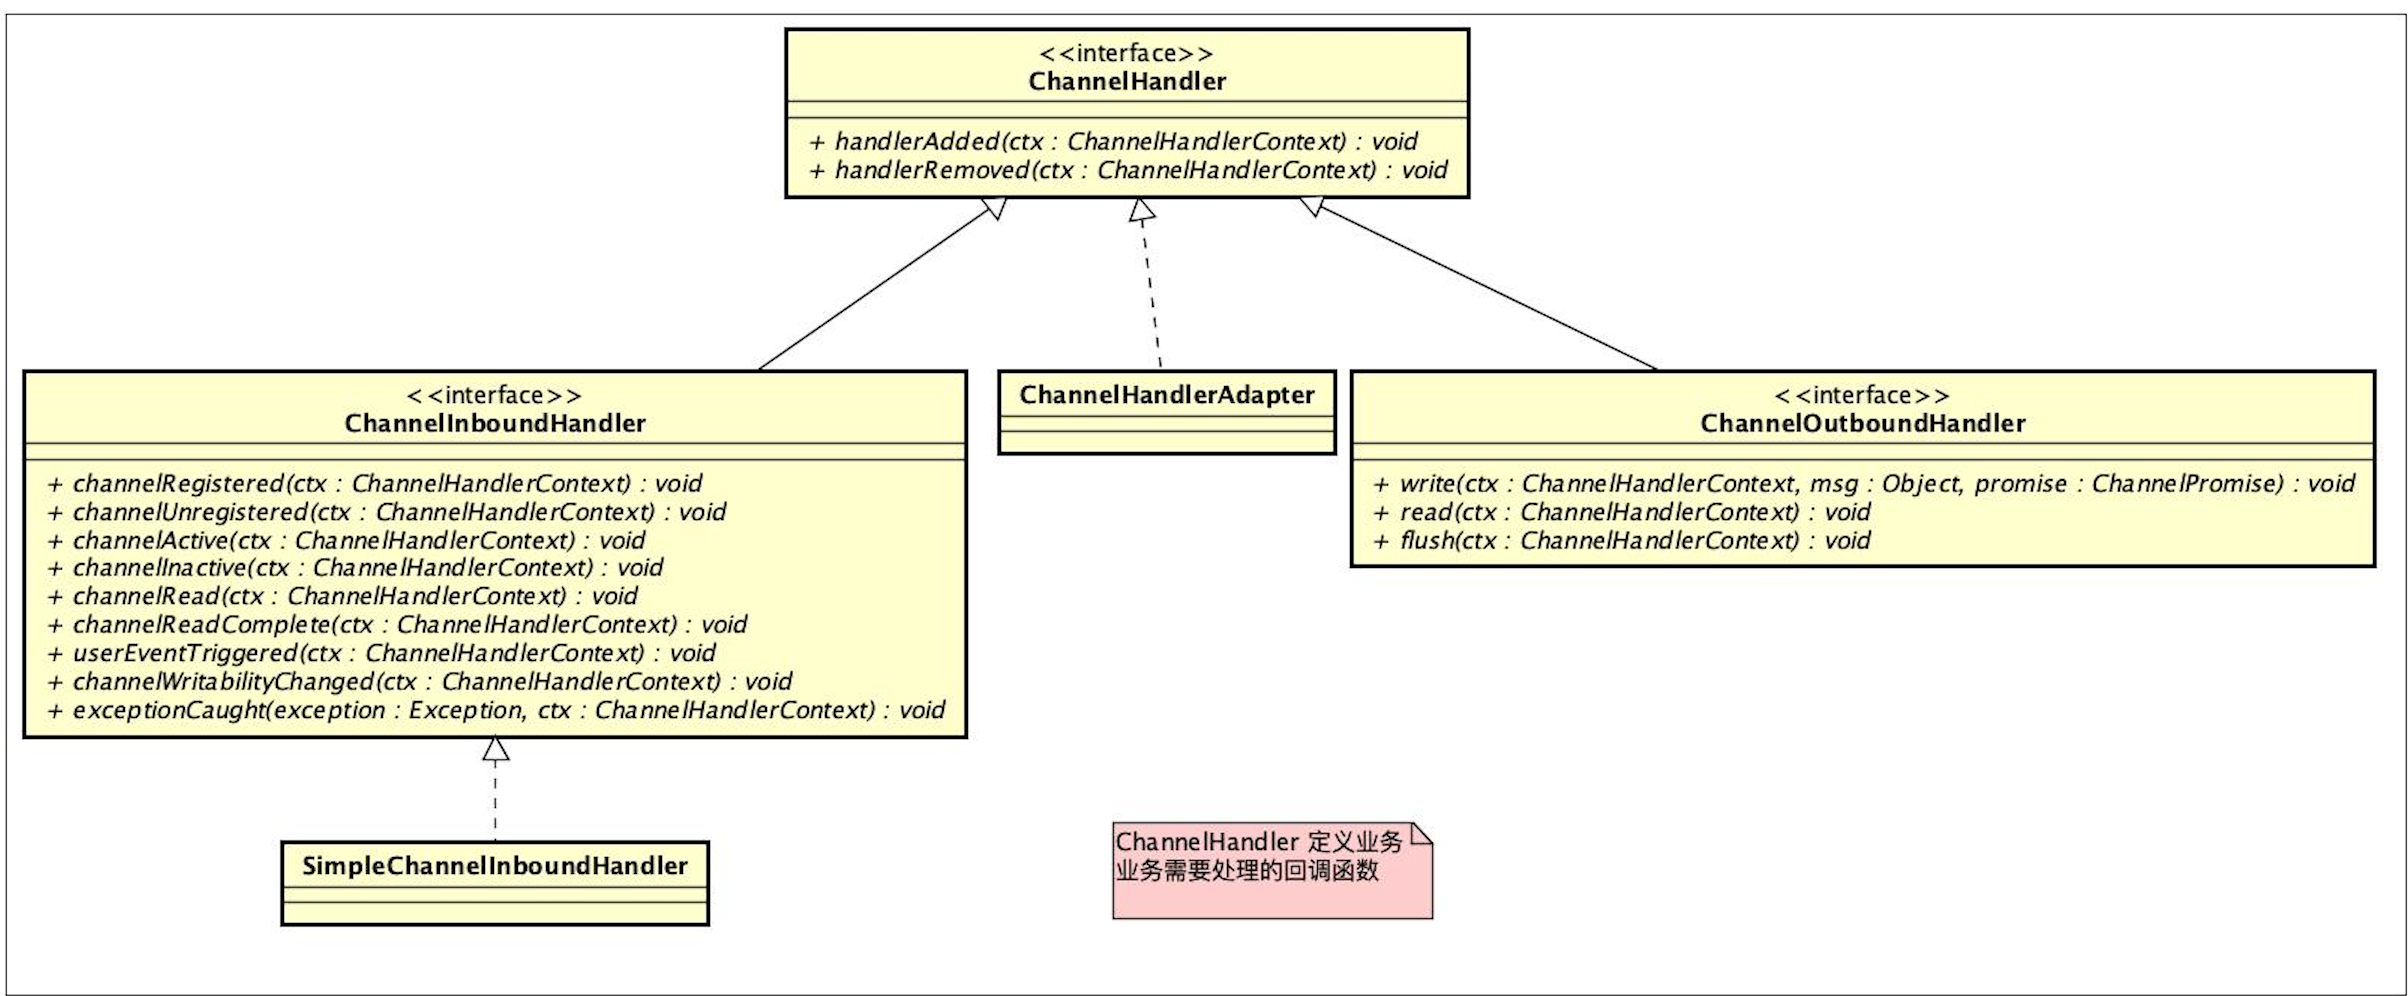 <<interface>>
ChannelHandler
+ handlerAdded(ctx : ChannelHandlerContext) : void
+ handlerRemoved(ctx : ChannelHandlerContext) : void
<<interface>>
ChannelInboundHandler
+ channelRegistered(ctx : ChannelHandlerContext) : void
+ channelUnregistered(ctx : ChannelHandlerContext) : void
+ channelActive(ctx : ChannelHandlerContext) : void
+ channelInactive(ctx : ChannelHandlerContext) : void
+ channelRead(ctx : ChannelHandlerContext) : void
+ channelReadComplete(ctx : ChannelHandlerContext) : void
+ userEventTriggered(ctx : ChannelHandlerContext) : void
+ channelWritabilityChanged(ctx : ChannelHandlerContext) : void
+ exceptionCaught(exception : Exception, ctx : ChannelHandlerContext) : void
ChannelHandlerAdapter
<<interface>>
ChannelOutboundHandler
+ write(ctx : ChannelHandlerContext, msg : Object, promise : ChannelPromise) : void
+ read(ctx : ChannelHandlerContext) : void
+ flush(ctx : ChannelHandlerContext) : void
SimpleChannelInboundHandler
ChannelHandler 定义业务
业务需要处理的回调函数